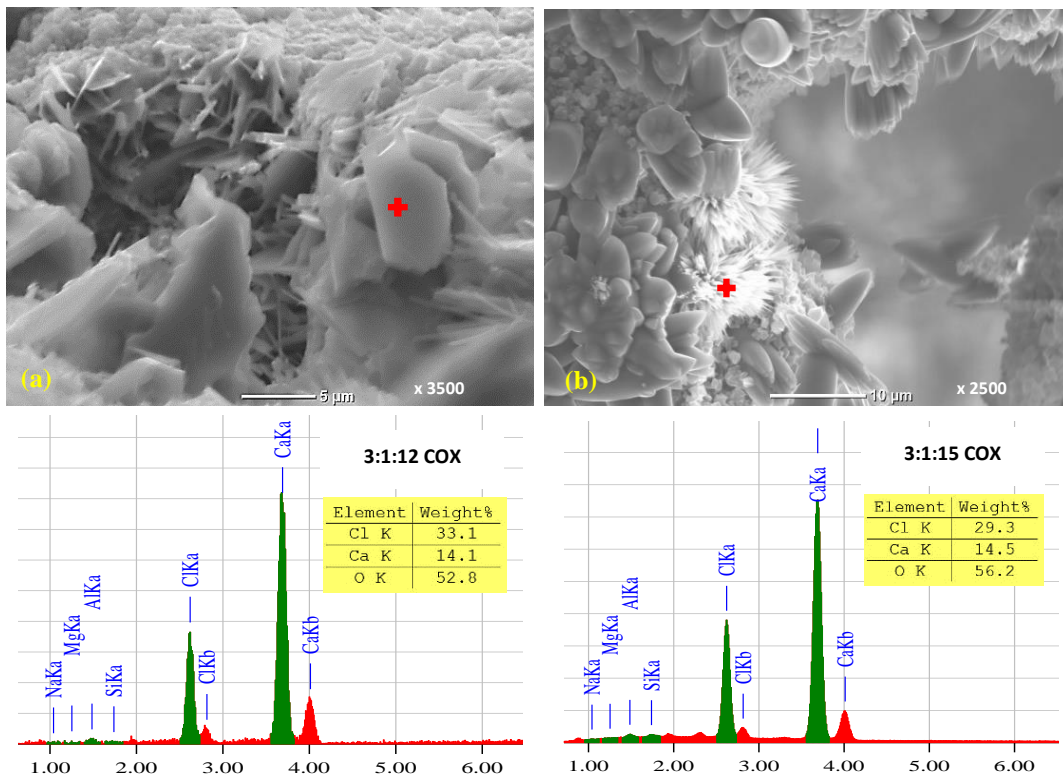 (a)
5 µm
x 3500
(b)
10 µm
x 2500
3:1:12 COX
Element Weight%
Cl K 33.1
Ca K 14.1
O K 52.8
NaKa
MgKa
AlKa
SiKa
ClKa
ClKb
CaKa
CaKb
1.00 2.00 3.00 4.00 5.00 6.00
3:1:15 COX
Element Weight%
Cl K 29.3
Ca K 14.5
O K 56.2
NaKa
MgKa
AlKa
SiKa
ClKa
ClKb
CaKa
CaKb
1.00 2.00 3.00 4.00 5.00 6.00